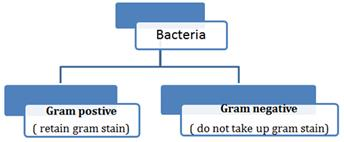 Bacteria
Gram postive
( retain gram stain)
Gram negative
( do not take up gram stain)